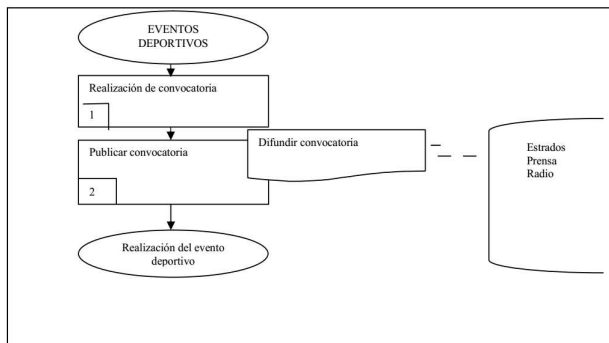 EVENTOS
DEPORTIVOS
Realización de convocatoria
1
Publicar convocatoria
2
Difundir convocatoria
Estrados
Prensa
Radio
Realización del evento
deportivo